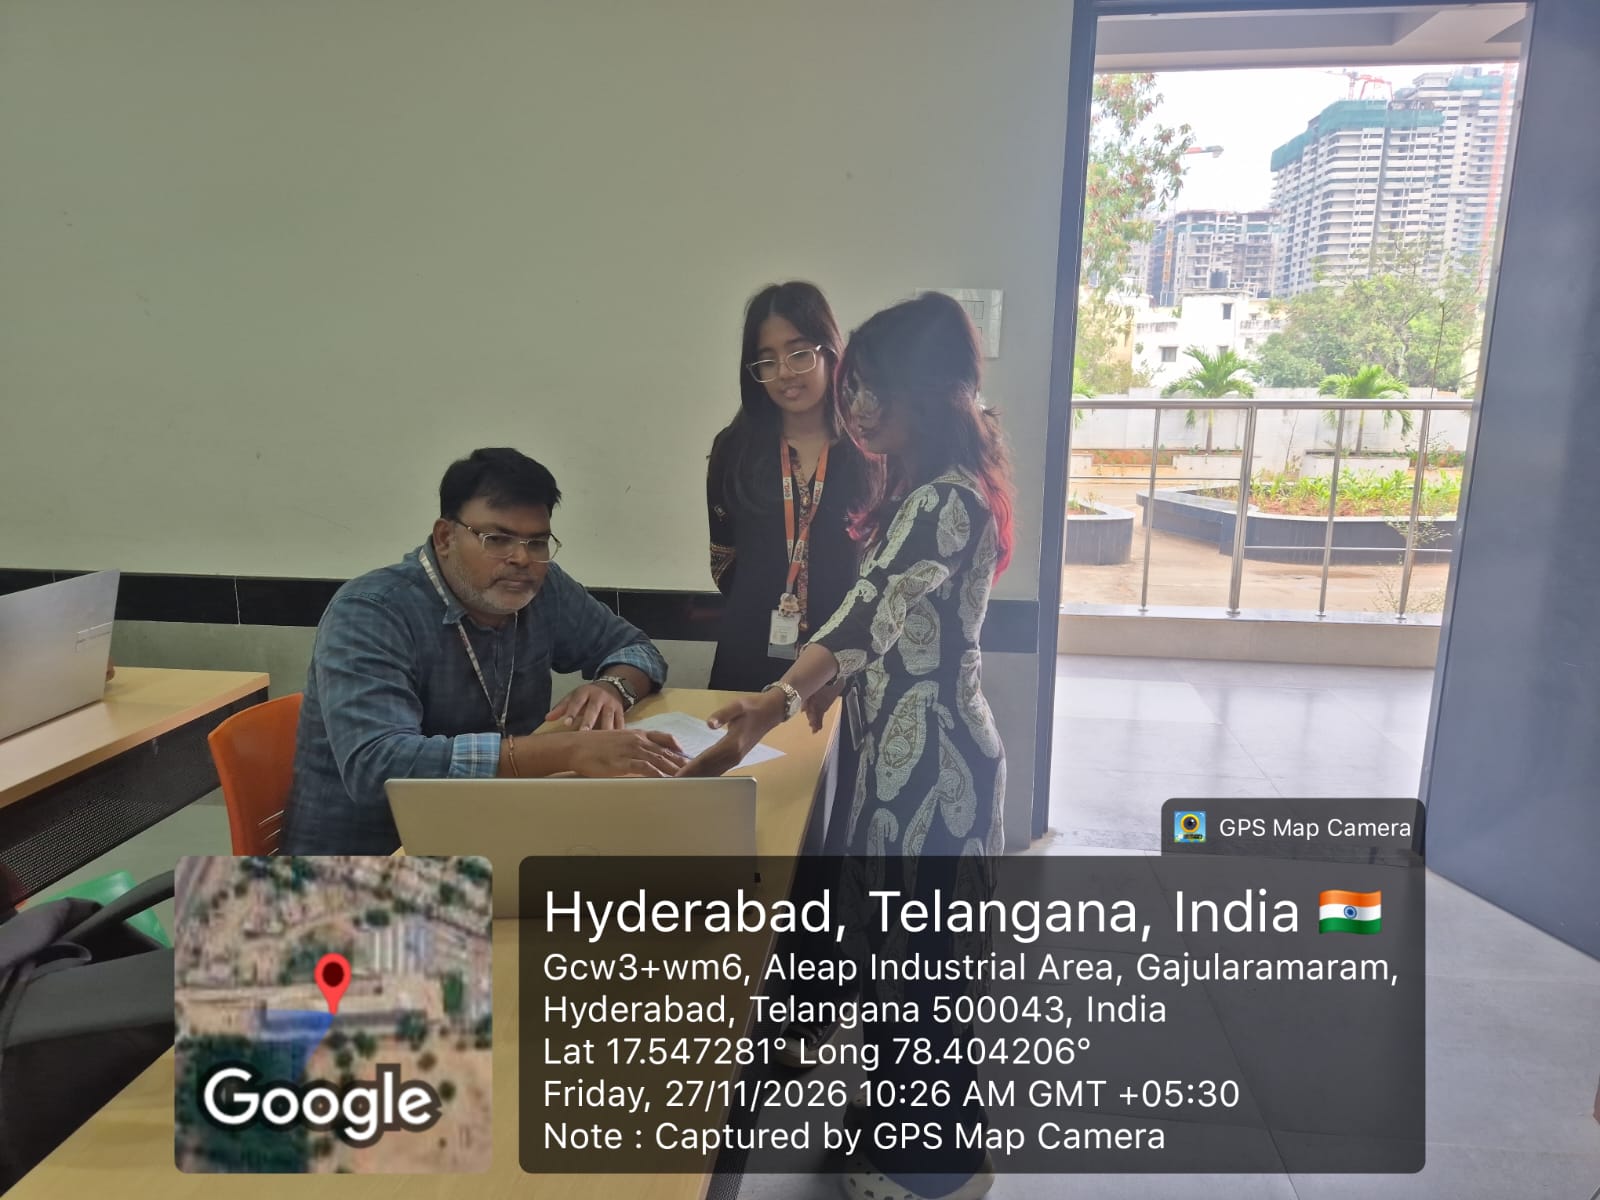 GPS Map Camera
Hyderabad, Telangana, India 🇮🇳
Gcw3+wm6, Aleap Industrial Area, Gajularamaram,
Hyderabad, Telangana 500043, India
Lat 17.547281° Long 78.404206°
Friday, 27/11/2026 10:26 AM GMT +05:30
Note : Captured by GPS Map Camera
Google